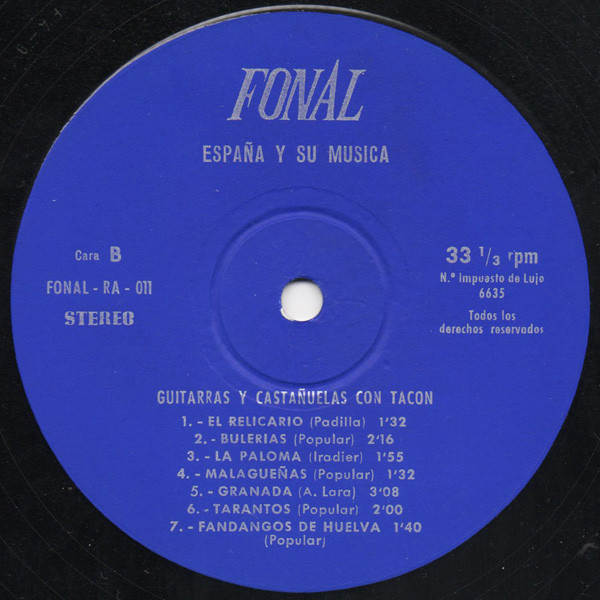 FONAL
ESPAÑA Y SU MUSICA
Cara B
FONAL - RA - 011
STEREO
33 1/3 rpm
N.º Impuesto de Lujo
6635
Todos los
derechos reservados
GUITARRAS Y CASTAÑUELAS CON TACON
1. - EL RELICARIO (Padilla) 1'32
2. - BULERIAS (Popular) 2'16
3. - LA PALOMA (Iradier) 1'55
4. - MALAGUEÑAS (Popular) 1'32
5. - GRANADA (A. Lara) 3'08
6. - TARANTOS (Popular) 2'00
7. - FANDANGOS DE HUELVA 1'40
(Popular)